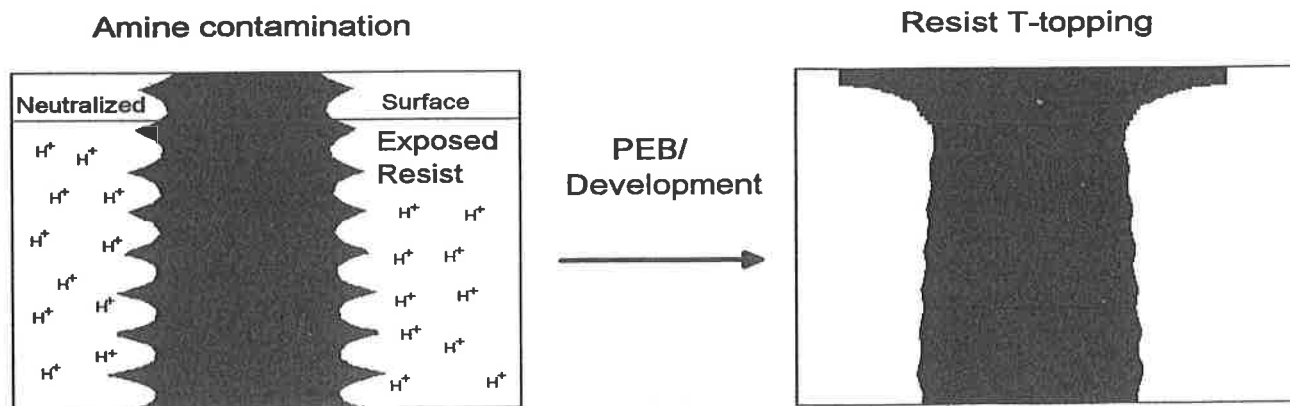 Amine contamination
Resist T-topping
Neutralized
Surface
Exposed
Resist
H⁺ H⁺
H⁺ H⁺
H⁺ H⁺
H⁺
H⁺ H⁺
H⁺
H⁺
H⁺ H⁺
H⁺ H⁺
H⁺ H⁺
H⁺
H⁺
H⁺ H⁺
PEB/
Development